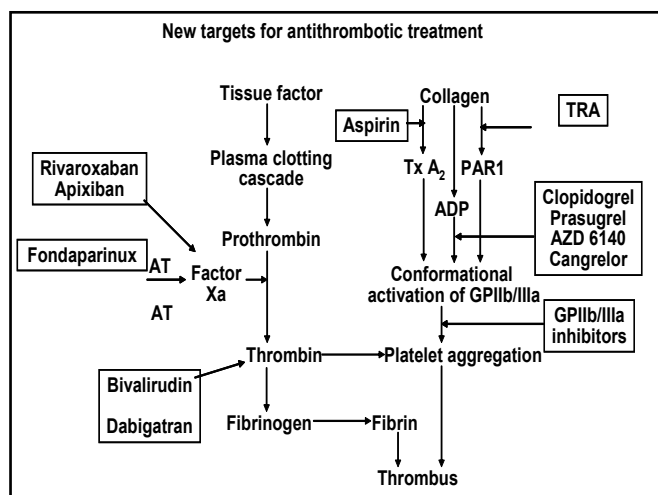 New targets for antithrombotic treatment
Tissue factor
Collagen
Aspirin
TRA
Plasma clotting
cascade
Tx A2
PAR1
Rivaroxaban
Apixiban
Clopidogrel
Prasugrel
AZD 6140
Cangrelor
ADP
Prothrombin
Fondaparinux
AT
Factor
Xa
AT
Conformational
activation of GPIIb/IIIa
GPIIb/IIIa
inhibitors
Thrombin
Platelet aggregation
Bivalirudin
Dabigatran
Fibrinogen
Fibrin
Thrombus